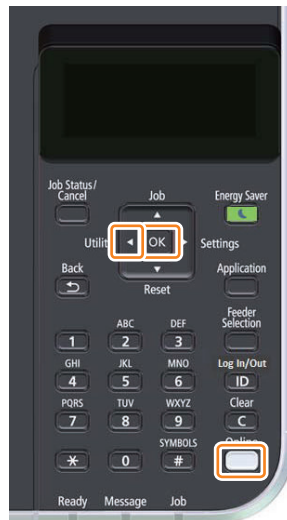 Job Status/
Cancel
Job
Energy Saver
Utilit
OK
Settings
Back
Application
Reset
Feeder
Selection
ABC
DEF
1
2
3
GHI
JKL
MNO
Log In/Out
4
5
6
ID
PQRS
TUV
WXYZ
Clear
7
8
9
C
SYMBOLS
Online
*
0
#
Ready
Message
Job